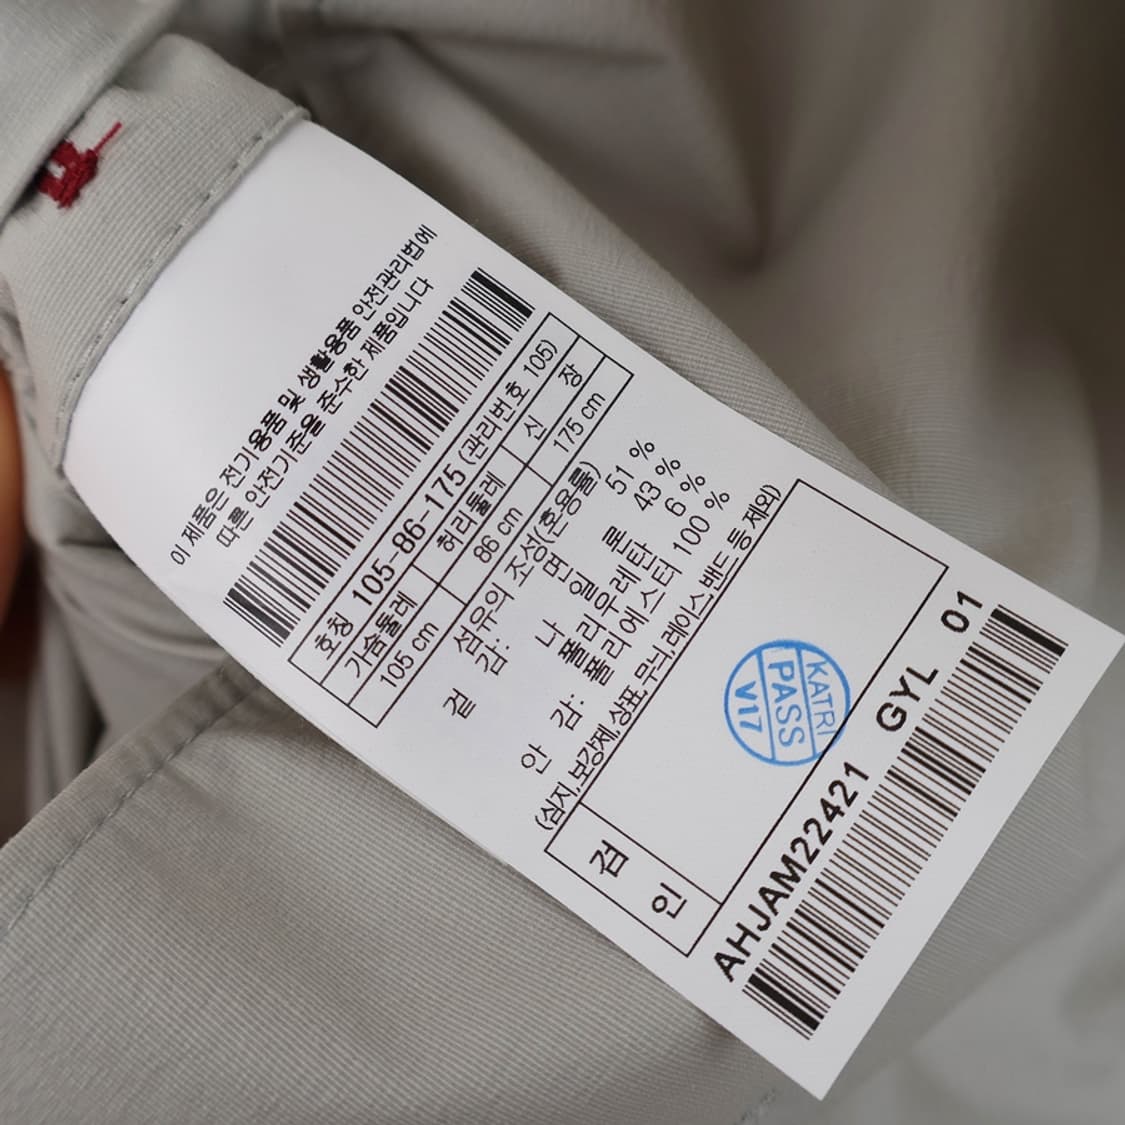 이 제품은 전기용품 및 생활용품 안전관리법에
따른 안전기준을 준수한 제품입니다
호칭 105-86-175 (관리번호 105)
가슴둘레 허리둘레 신 장
105 cm 86 cm 175 cm
섬유의 조성(혼용률)
겉 감: 면 51 %
나 일 론 43 %
폴 리 우 레 탄 6 %
안 감: 폴 리 에 스 터 100 %
(심지,보강제,상표,무늬,레이스,밴드 등 제외)
검 인
KATRI
PASS
V17
AHJAM22421 GYL 01